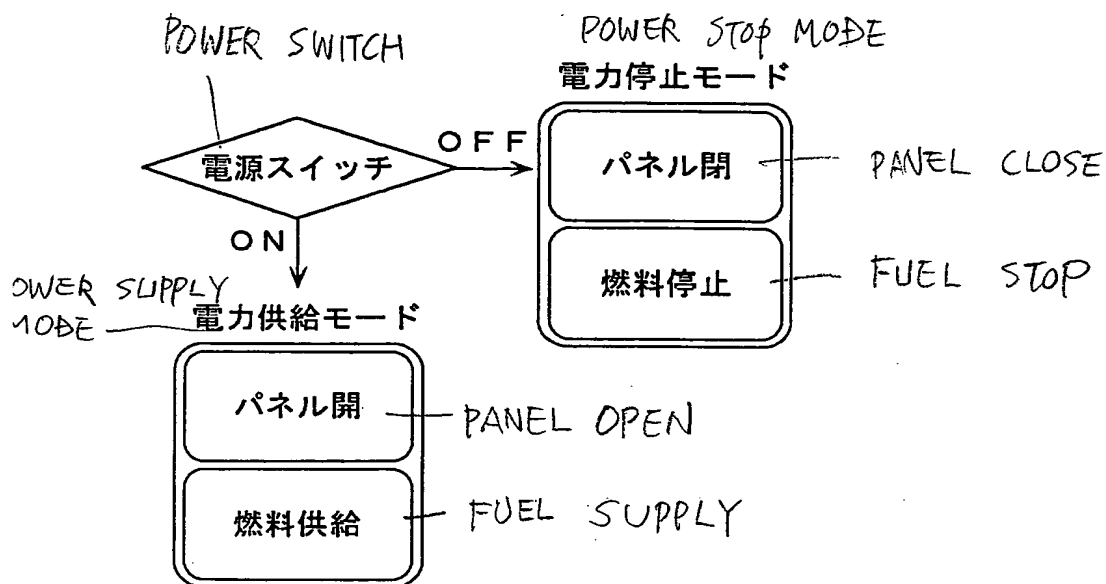 POWER SWITCH
POWER STOP MODE
電力停止モード
電源スイッチ
OFF
パネル閉
PANEL CLOSE
ON
燃料停止
FUEL STOP
OWER SUPPLY
MODE
電力供給モード
パネル開
PANEL OPEN
燃料供給
FUEL SUPPLY